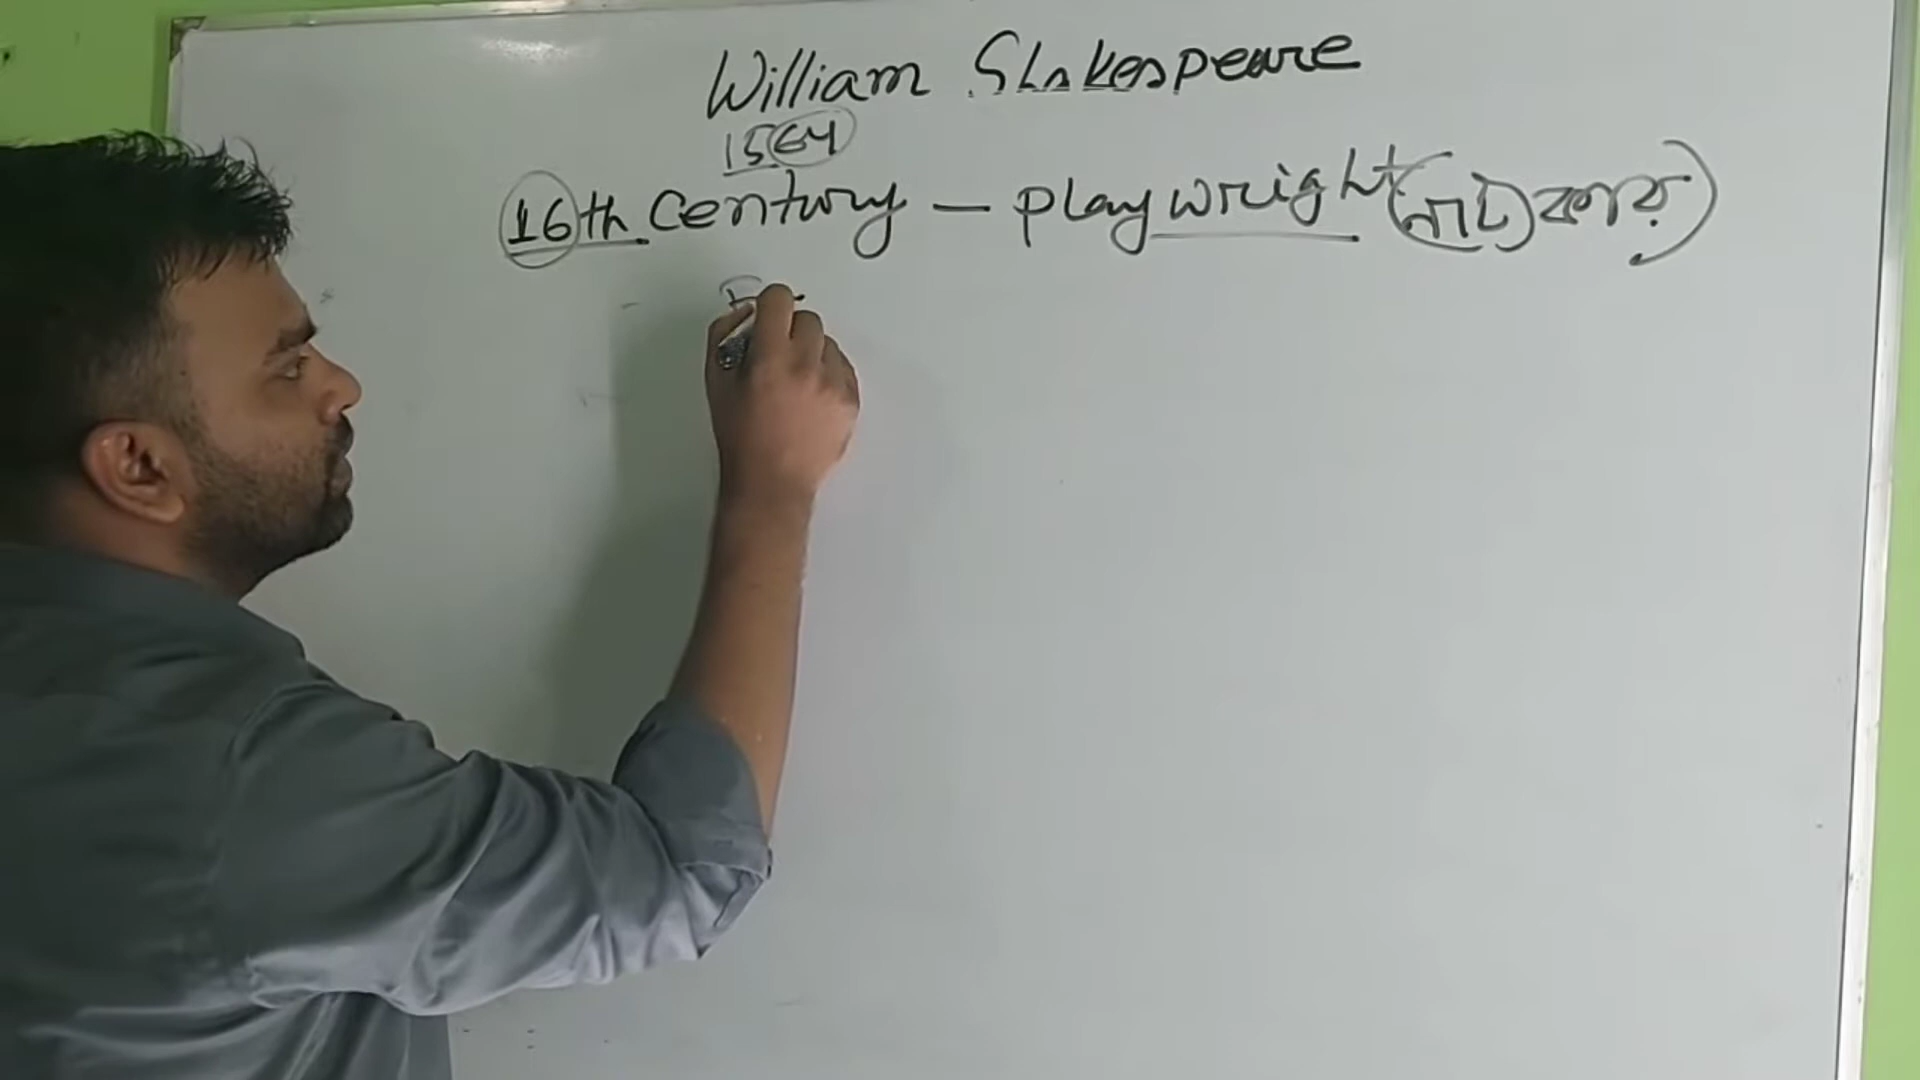 William Shakespeare
1564
16th century — playwright (নাট্যকার)